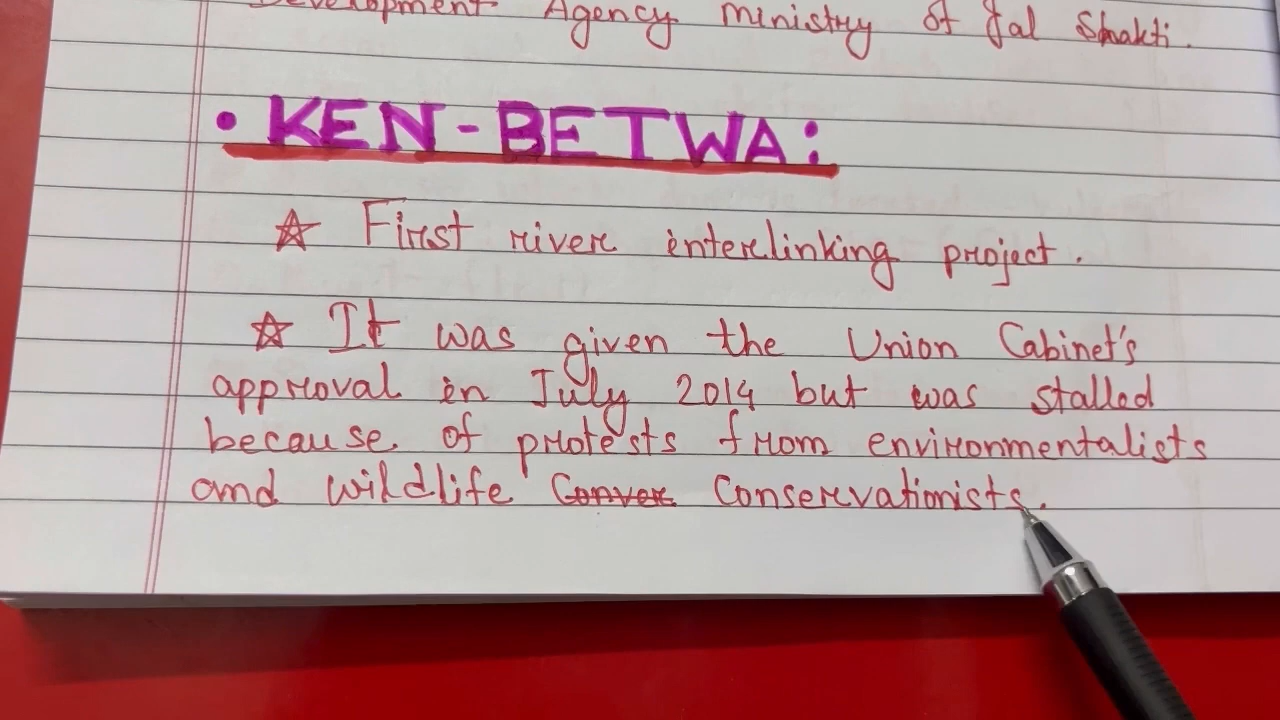 Development Agency ministry of Jal Shakti.
• KEN-BETWA:
☆ First river interlinking project.
☆ It was given the Union Cabinet's
approval in July 2014 but was stalled
because of protests from environmentalists
and wildlife Conver Conservationists.